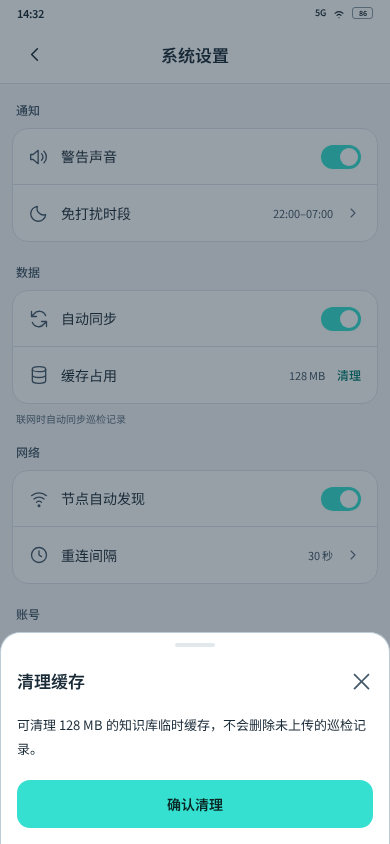 14:32
5G
86
系统设置
通知
警告声音
免打扰时段
22:00–07:00
数据
自动同步
缓存占用
128 MB
清理
联网时自动同步巡检记录
网络
节点自动发现
重连间隔
30 秒
账号
清理缓存
可清理 128 MB 的知识库临时缓存，不会删除未上传的巡检记
录。
确认清理